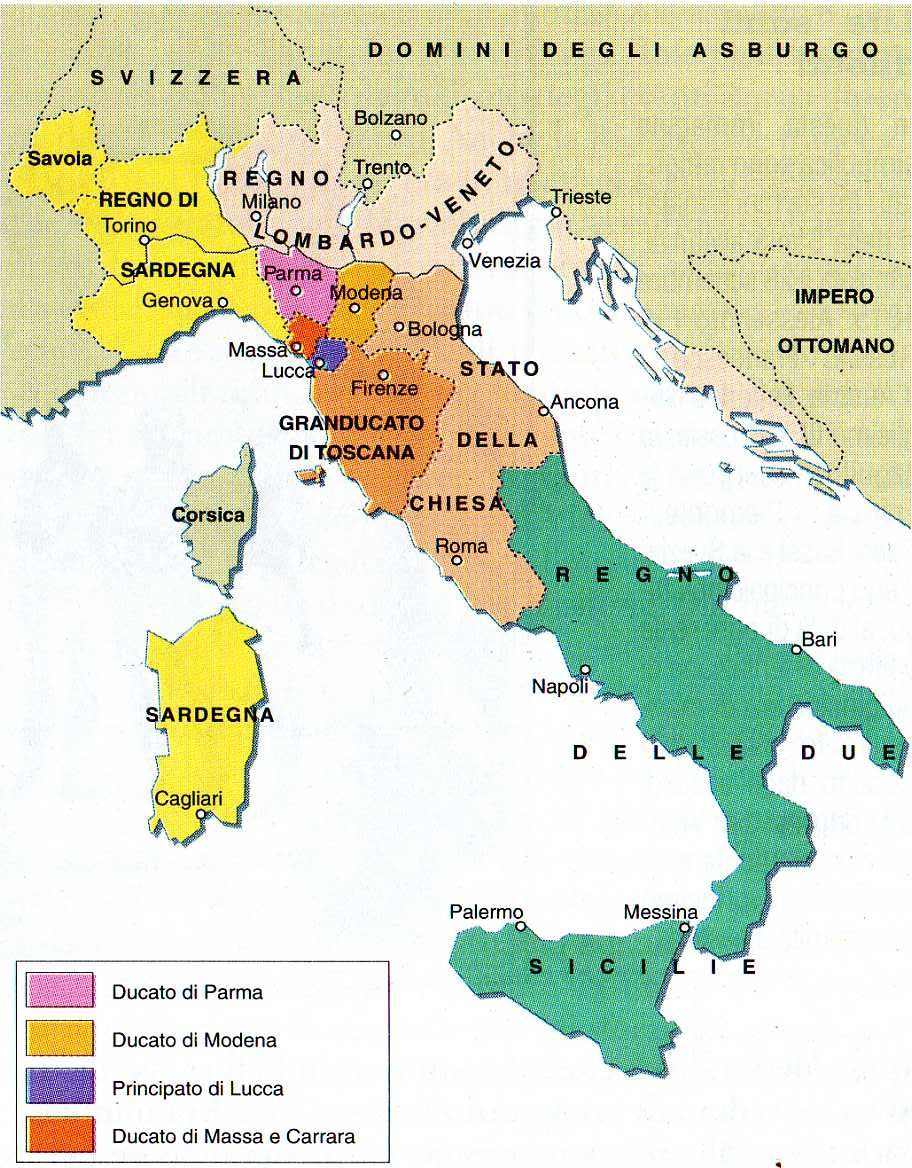 DOMINI DEGLI ASBURGO
SVIZZERA
Bolzano
Savoia
Trento
REGNO
LOMBARDO-VENETO
Milano
REGNO DI
SARDEGNA
Torino
Trieste
Venezia
Parma
Modena
Genova
IMPERO
OTTOMANO
Bologna
Massa
Lucca
STATO
DELLA
CHIESA
Firenze
Ancona
GRANDUCATO
DI TOSCANA
Corsica
Roma
REGNO
DELLE DUE
SICILIE
Bari
Napoli
SARDEGNA
Cagliari
Palermo
Messina
Ducato di Parma
Ducato di Modena
Principato di Lucca
Ducato di Massa e Carrara